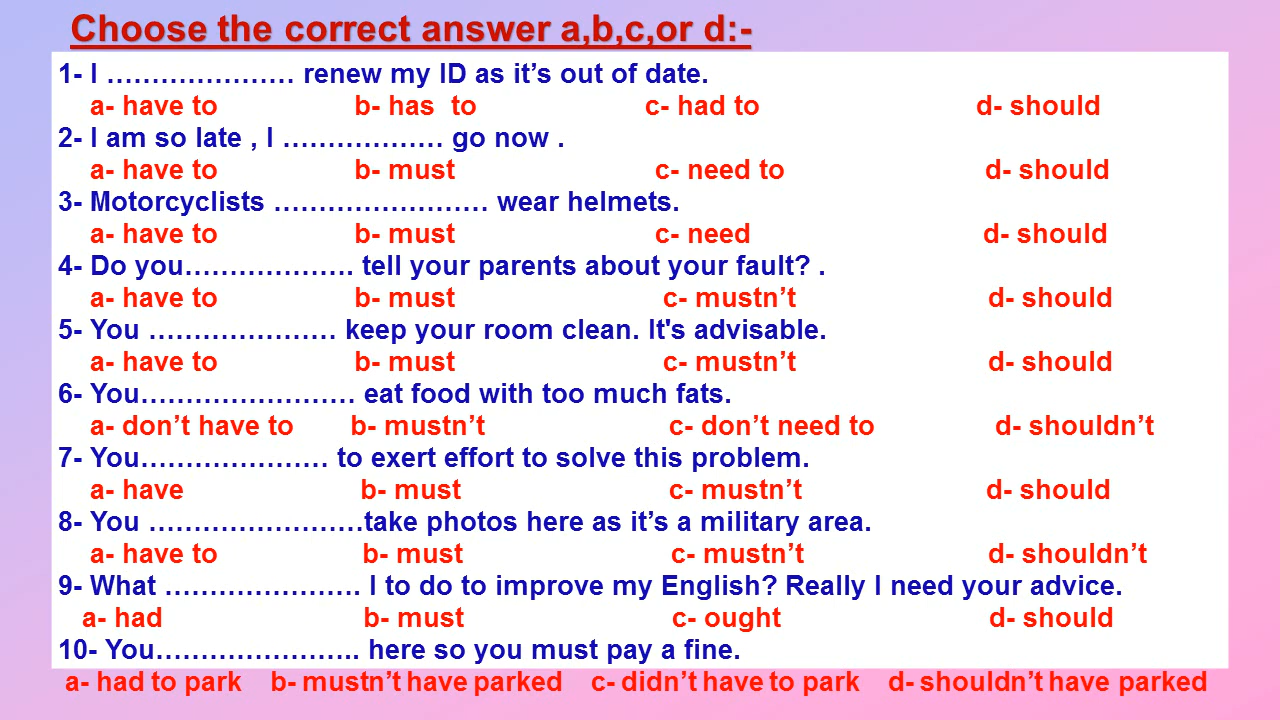 Choose the correct answer a,b,c,or d:-
1- I ………………… renew my ID as it’s out of date.
a- have to b- has to c- had to d- should
2- I am so late , I ……………… go now .
a- have to b- must c- need to d- should
3- Motorcyclists …………………… wear helmets.
a- have to b- must c- need d- should
4- Do you………………. tell your parents about your fault? .
a- have to b- must c- mustn’t d- should
5- You ………………… keep your room clean. It's advisable.
a- have to b- must c- mustn’t d- should
6- You…………………… eat food with too much fats.
a- don’t have to b- mustn’t c- don’t need to d- shouldn’t
7- You………………… to exert effort to solve this problem.
a- have b- must c- mustn’t d- should
8- You ……………………take photos here as it’s a military area.
a- have to b- must c- mustn’t d- shouldn’t
9- What …………………. I to do to improve my English? Really I need your advice.
a- had b- must c- ought d- should
10- You………………….. here so you must pay a fine.
a- had to park b- mustn’t have parked c- didn’t have to park d- shouldn’t have parked